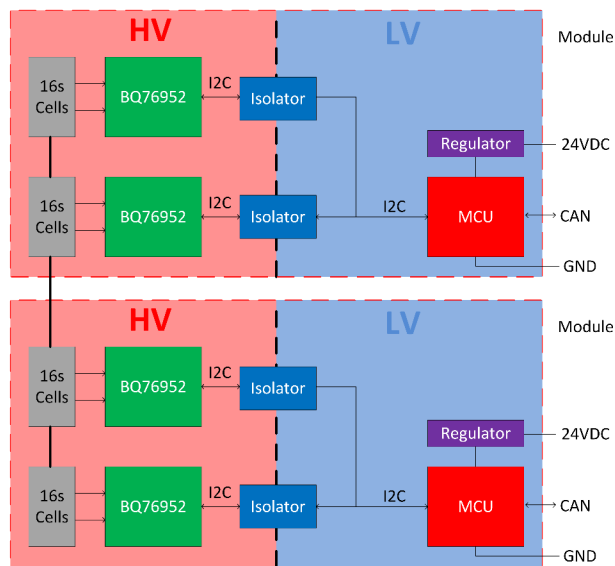 HV
LV
Module
16s
Cells
BQ76952
I2C
Isolator
Regulator
24VDC
16s
Cells
BQ76952
I2C
Isolator
I2C
MCU
CAN
GND
HV
LV
Module
16s
Cells
BQ76952
I2C
Isolator
Regulator
24VDC
16s
Cells
BQ76952
I2C
Isolator
I2C
MCU
CAN
GND